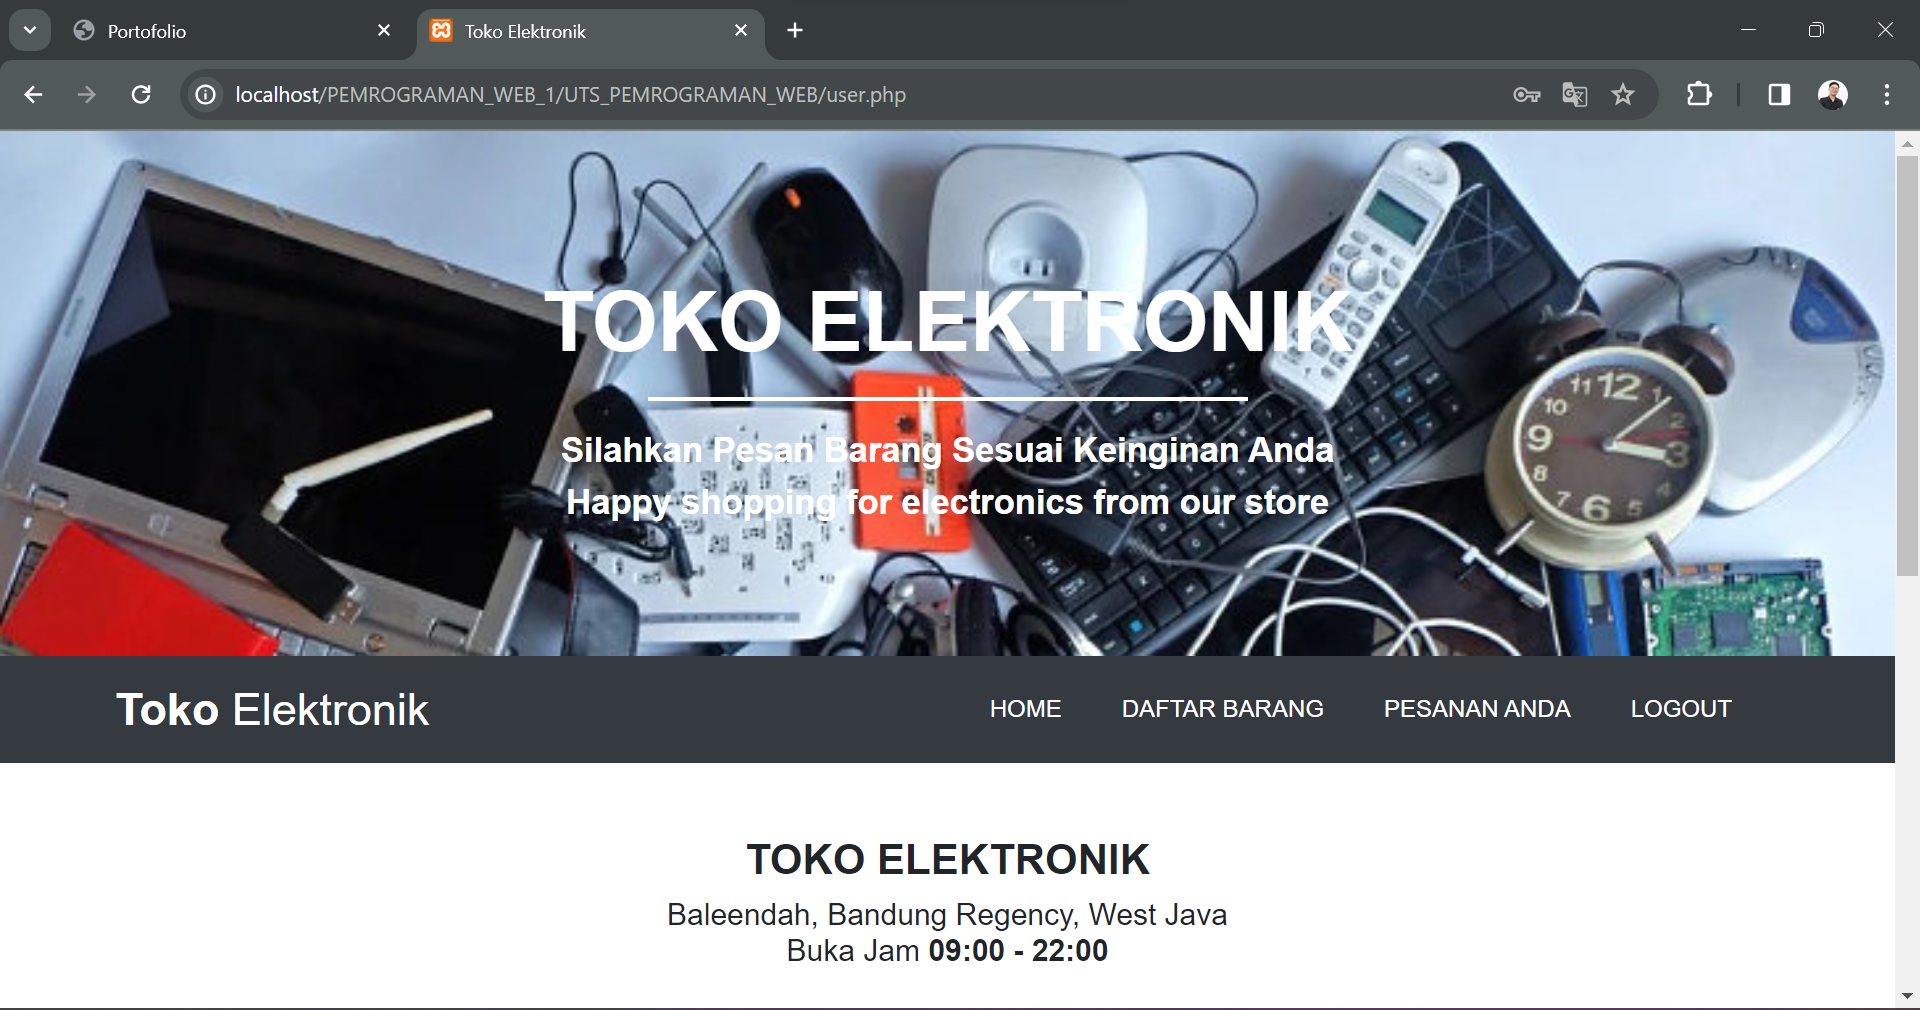 Portofolio
Toko Elektronik
localhost/PEMROGRAMAN_WEB_1/UTS_PEMROGRAMAN_WEB/user.php
TOKO ELEKTRONIK
Silahkan Pesan Barang Sesuai Keinginan Anda
Happy shopping for electronics from our store
Toko Elektronik
HOME
DAFTAR BARANG
PESANAN ANDA
LOGOUT
TOKO ELEKTRONIK
Baleendah, Bandung Regency, West Java
Buka Jam 09:00 - 22:00